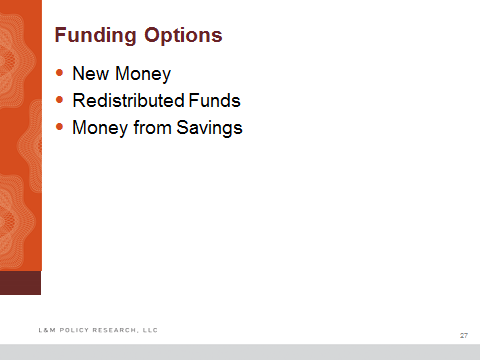 Funding Options
• New Money
• Redistributed Funds
• Money from Savings
L&M POLICY RESEARCH, LLC
27